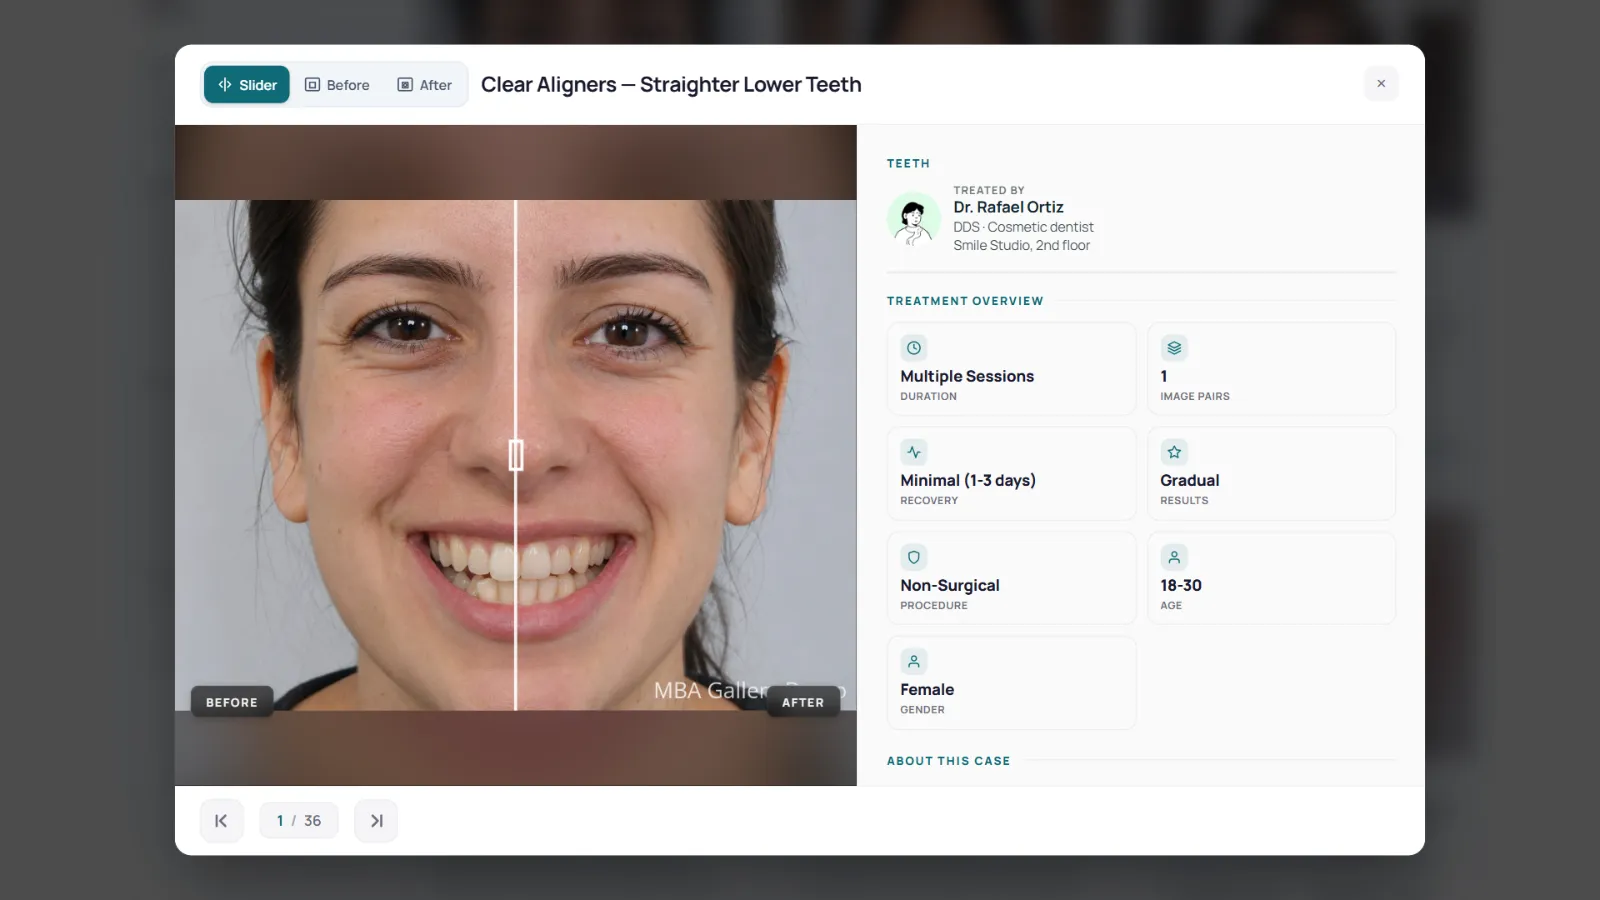 Slider
Before
After
Clear Aligners — Straighter Lower Teeth
TEETH
TREATED BY
Dr. Rafael Ortiz
DDS · Cosmetic dentist
Smile Studio, 2nd floor
TREATMENT OVERVIEW
Multiple Sessions
DURATION
1
IMAGE PAIRS
Minimal (1-3 days)
RECOVERY
Gradual
RESULTS
Non-Surgical
PROCEDURE
18-30
AGE
Female
GENDER
ABOUT THIS CASE
MBA
BEFORE
AFTER
1 / 36